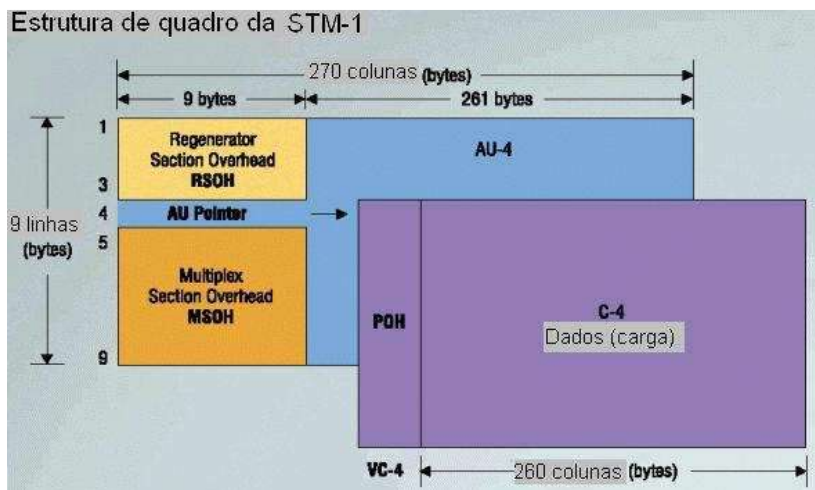 Estrutura de quadro da STM-1
270 colunas (bytes)
9 bytes
261 bytes
1
Regenerator
Section Overhead
RSOH
AU-4
3
4
AU Pointer
9 linhas
(bytes)
5
Multiplex
Section Overhead
MSOH
POH
C-4
Dados (carga)
9
VC-4
260 colunas (bytes)